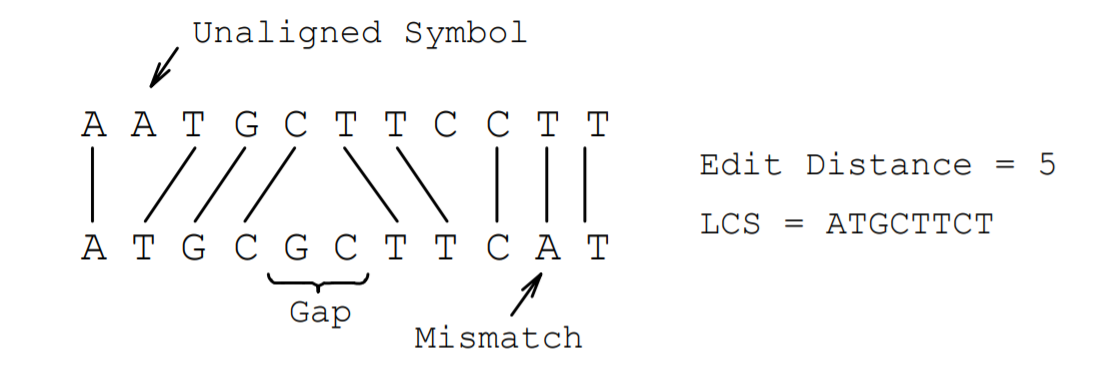 Unaligned Symbol
A A T G C T T C C T T
Edit Distance = 5
LCS = ATGCTTCT
A T G C G C T T C A T
Gap
Mismatch